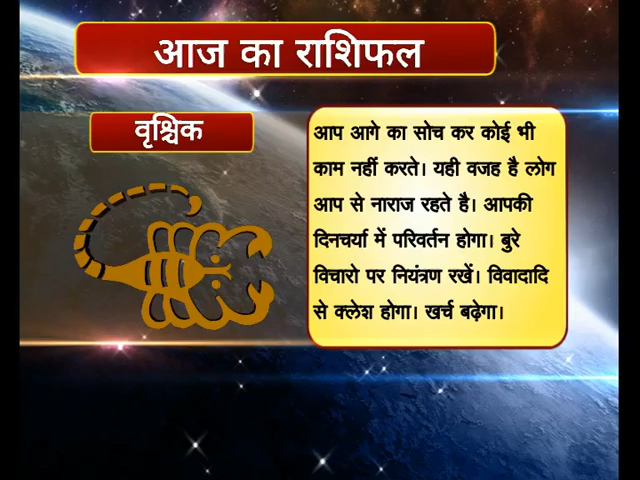 आज का राशिफल
वृश्चिक
आप आगे का सोच कर कोई भी
काम नहीं करते। यही वजह है लोग
आप से नाराज रहते है। आपकी
दिनचर्या में परिवर्तन होगा। बुरे
विचारो पर नियंत्रण रखें। विवादादि
से क्लेश होगा। खर्च बढ़ेगा।